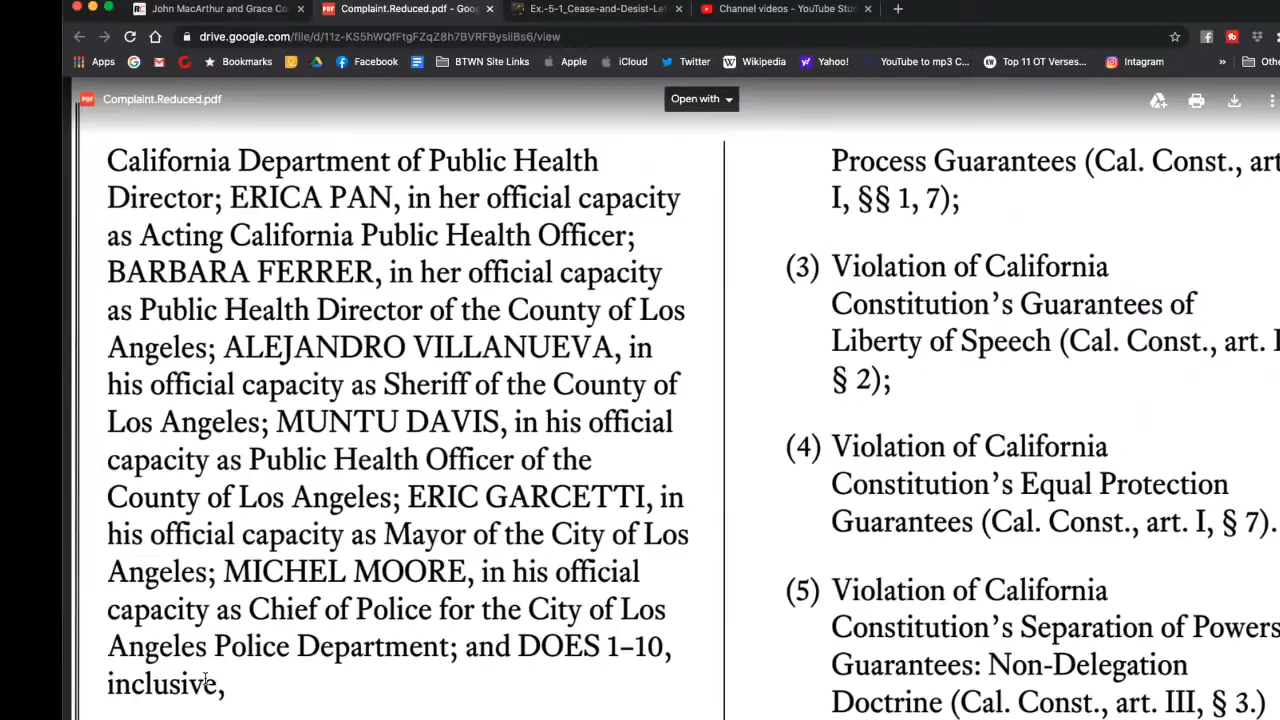 John MacArthur and Grace Co
Complaint.Reduced.pdf - Goog
Ex.-5-1_Cease-and-Desist-Let
Channel videos - YouTube Stud
drive.google.com/file/d/11z-KS5hWQfFtgFZqZ8h7BVRFBysiiBs6/view
Apps
Bookmarks
Facebook
BTWN Site Links
Apple
iCloud
Twitter
Wikipedia
Yahoo!
YouTube to mp3 C...
Top 11 OT Verses...
Intagram
Othe
Complaint.Reduced.pdf
Open with
California Department of Public Health
Director; ERICA PAN, in her official capacity
as Acting California Public Health Officer;
BARBARA FERRER, in her official capacity
as Public Health Director of the County of Los
Angeles; ALEJANDRO VILLANUEVA, in
his official capacity as Sheriff of the County of
Los Angeles; MUNTU DAVIS, in his official
capacity as Public Health Officer of the
County of Los Angeles; ERIC GARCETTI, in
his official capacity as Mayor of the City of Los
Angeles; MICHEL MOORE, in his official
capacity as Chief of Police for the City of Los
Angeles Police Department; and DOES 1–10,
inclusive,
Process Guarantees (Cal. Const., art
I, §§ 1, 7);
(3) Violation of California
Constitution’s Guarantees of
Liberty of Speech (Cal. Const., art. I
§ 2);
(4) Violation of California
Constitution’s Equal Protection
Guarantees (Cal. Const., art. I, § 7).
(5) Violation of California
Constitution’s Separation of Powers
Guarantees: Non-Delegation
Doctrine (Cal. Const., art. III, § 3.)